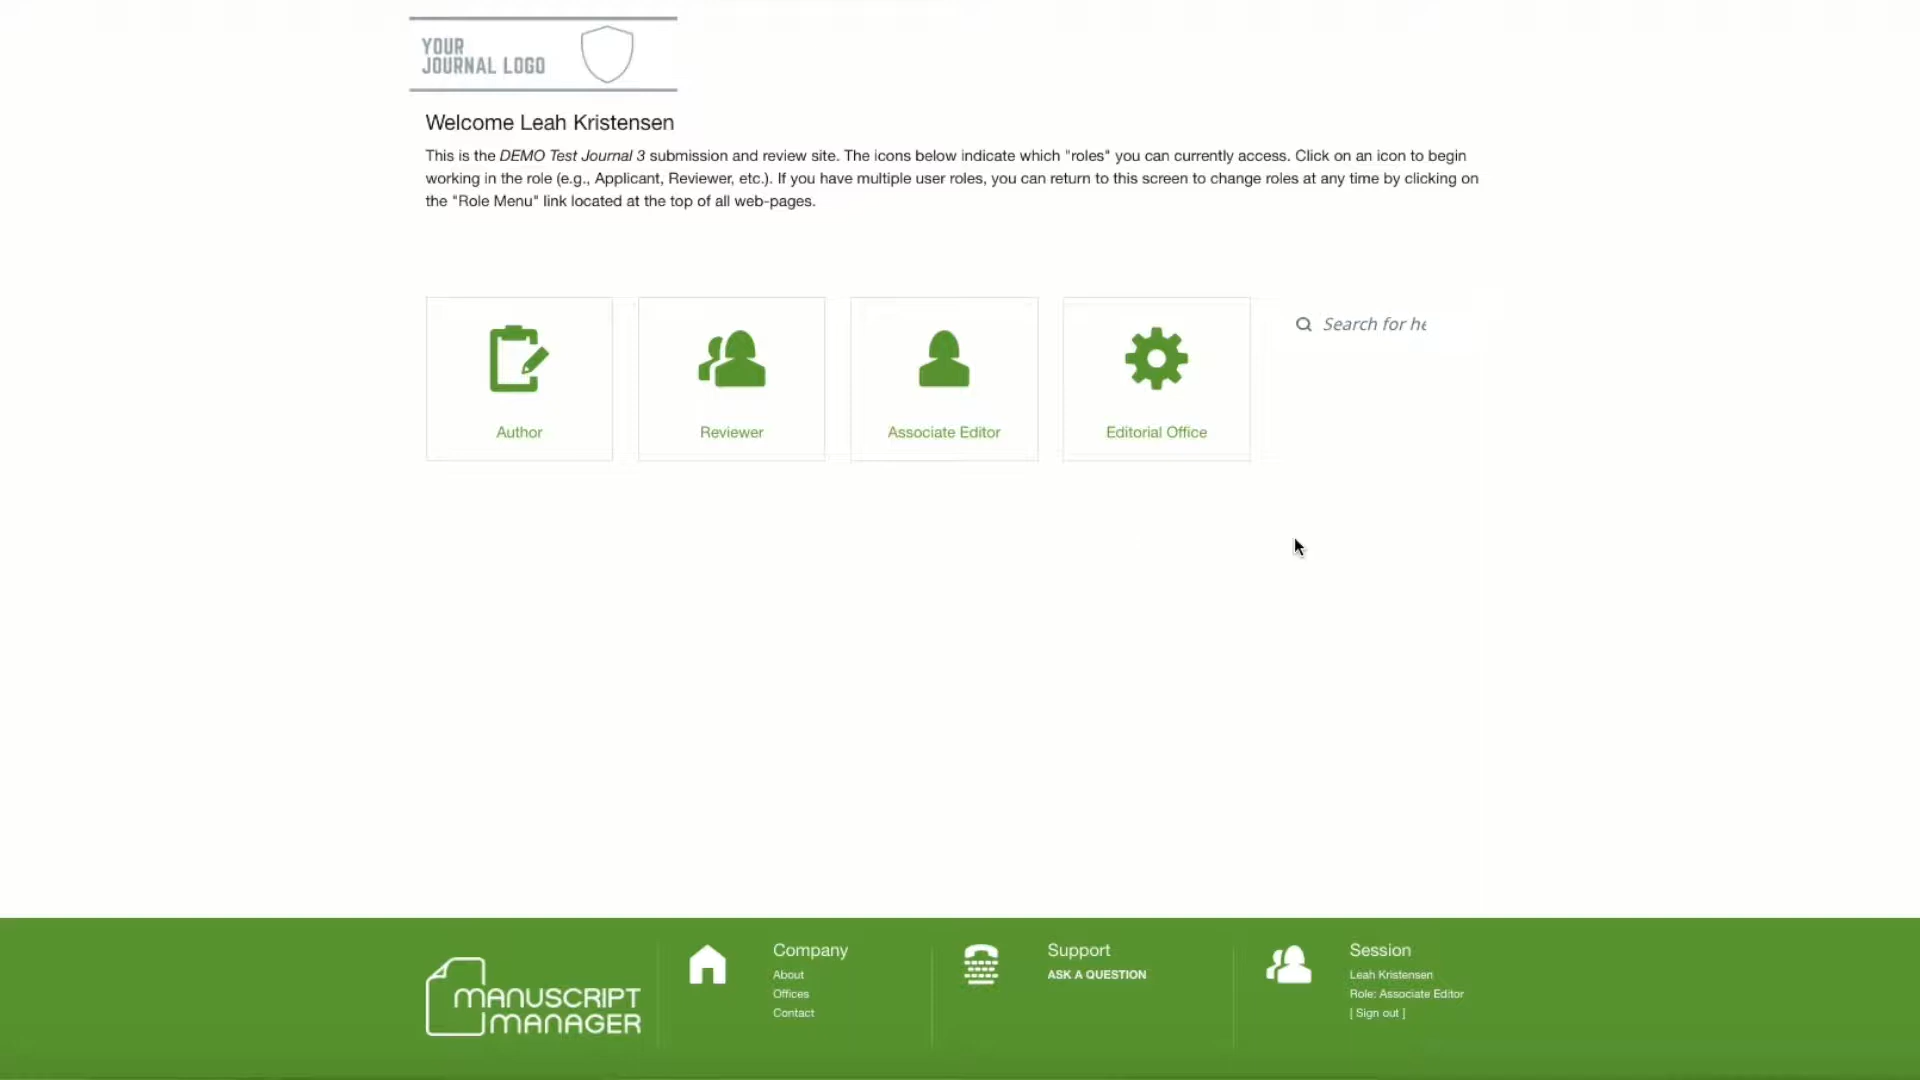 YOUR
JOURNAL LOGO
Welcome Leah Kristensen
This is the DEMO Test Journal 3 submission and review site. The icons below indicate which "roles" you can currently access. Click on an icon to begin
working in the role (e.g., Applicant, Reviewer, etc.). If you have multiple user roles, you can return to this screen to change roles at any time by clicking on
the "Role Menu" link located at the top of all web-pages.
Search for he
Author
Reviewer
Associate Editor
Editorial Office
MANUSCRIPT
MANAGER
Company
About
Offices
Contact
Support
ASK A QUESTION
Session
Leah Kristensen
Role: Associate Editor
[ Sign out ]